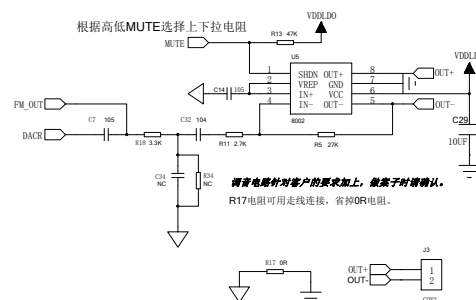 VDDLDO
根据高低MUTE选择上下拉电阻
R13 47K
MUTE
U5
VDDLD
1 SHDN OUT+ 8 OUT+
2 VREP GND 7
3 IN+ VCC 6
4 IN- OUT- 5 OUT-
C14 105
8002
FM_OUT
C7 105
C32 104
C29
DACR
R18 3.3K
R11 2.7K
R5 27K
10UF
C34 NC
R34 NC
调音电路针对客户的要求加上，做案子时请确认。
R17电阻可用走线连接，省掉0R电阻。
J3
R17 0R
OUT+ 1
OUT- 2